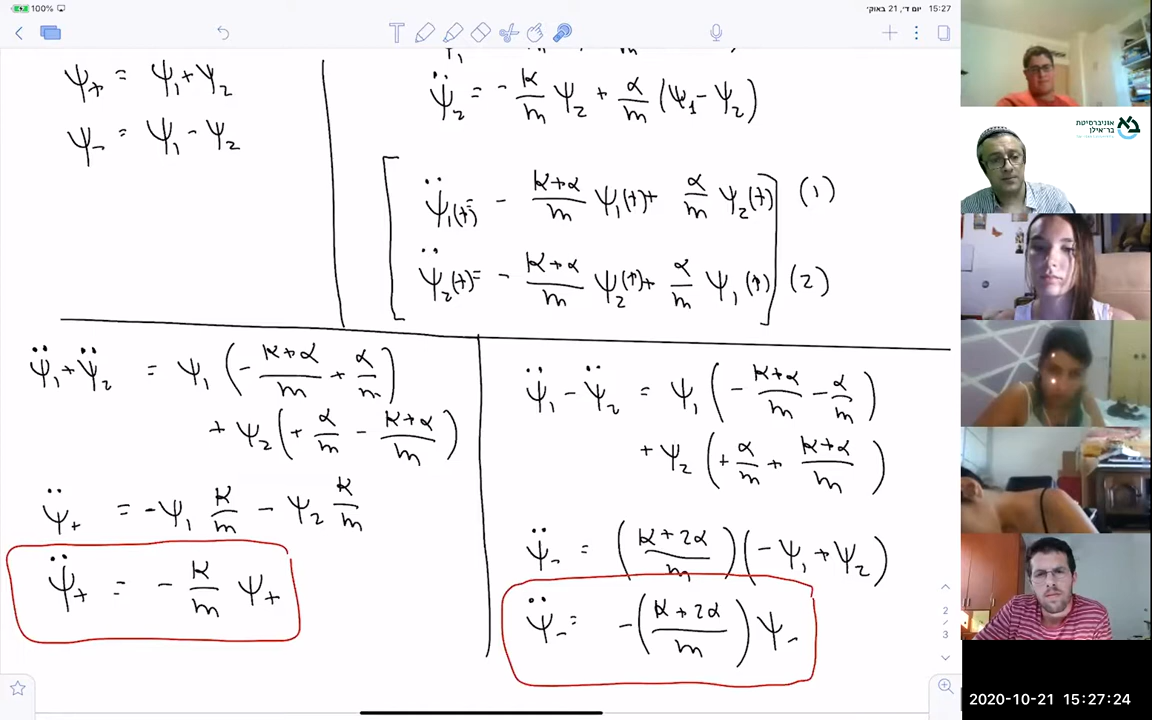 100%
15:27 יום ד׳, 21 באוק׳
ψ₊ = ψ₁+ψ₂
ψ₋ = ψ₁ - ψ₂
ψ̈₂ = - K/m ψ₂ + α/m (ψ₁ - ψ₂)
ψ̈₁(t) = - (K+α)/m ψ₁(t) + α/m ψ₂(t) (1)
ψ̈₂(t) = - (K+α)/m ψ₂(t) + α/m ψ₁(t) (2)
ψ̈₁+ψ̈₂ = ψ₁ (- (K+α)/m + α/m)
+ ψ₂ (+ α/m - (K+α)/m)
ψ̈₊ = -ψ₁ K/m - ψ₂ K/m
ψ̈₊ = - K/m ψ₊
ψ̈₁ - ψ̈₂ = ψ₁ (- (K+α)/m - α/m)
+ ψ₂ (+ α/m + (K+α)/m)
ψ̈₋ = ((K+2α)/m) (-ψ₁+ψ₂)
ψ̈₋ = -((K+2α)/m) ψ₋
2
/
3
אוניברסיטת
בר-אילן
2020-10-21 15:27:24